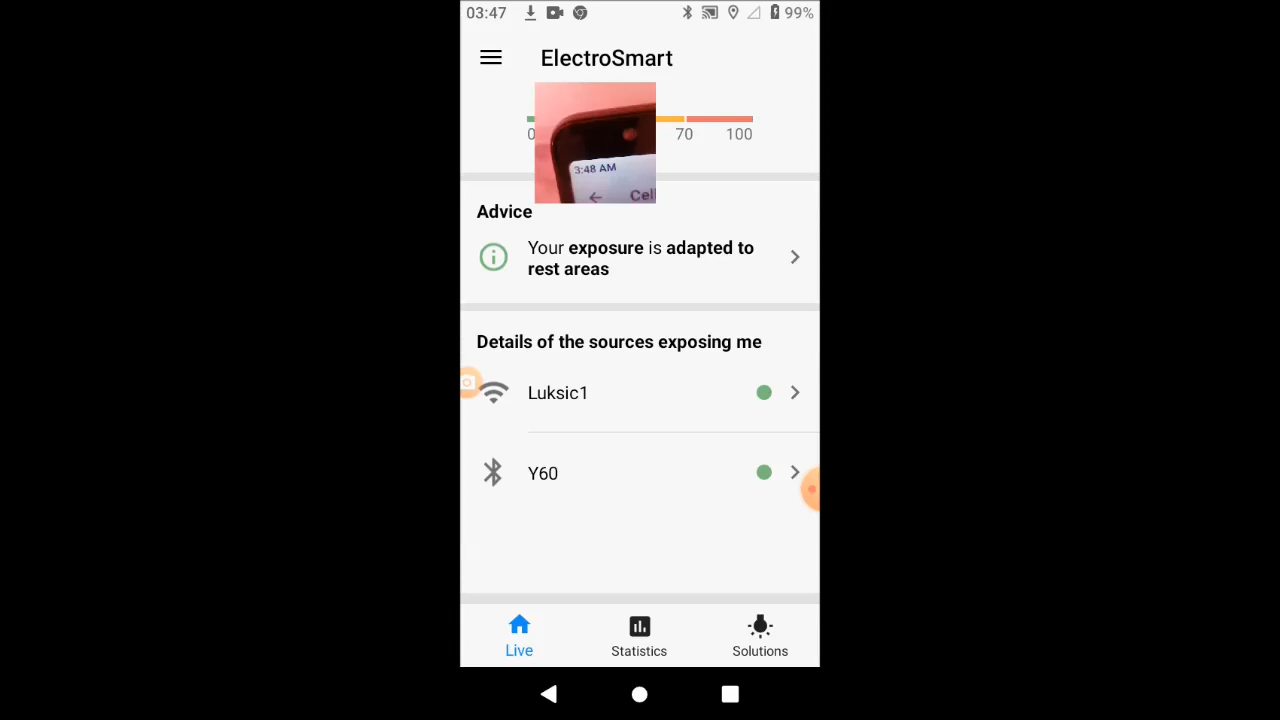 03:47
99%
ElectroSmart
0
70
100
3:48 AM
Cell
Advice
Your exposure is adapted to
rest areas
Details of the sources exposing me
Luksic1
Y60
Live
Statistics
Solutions